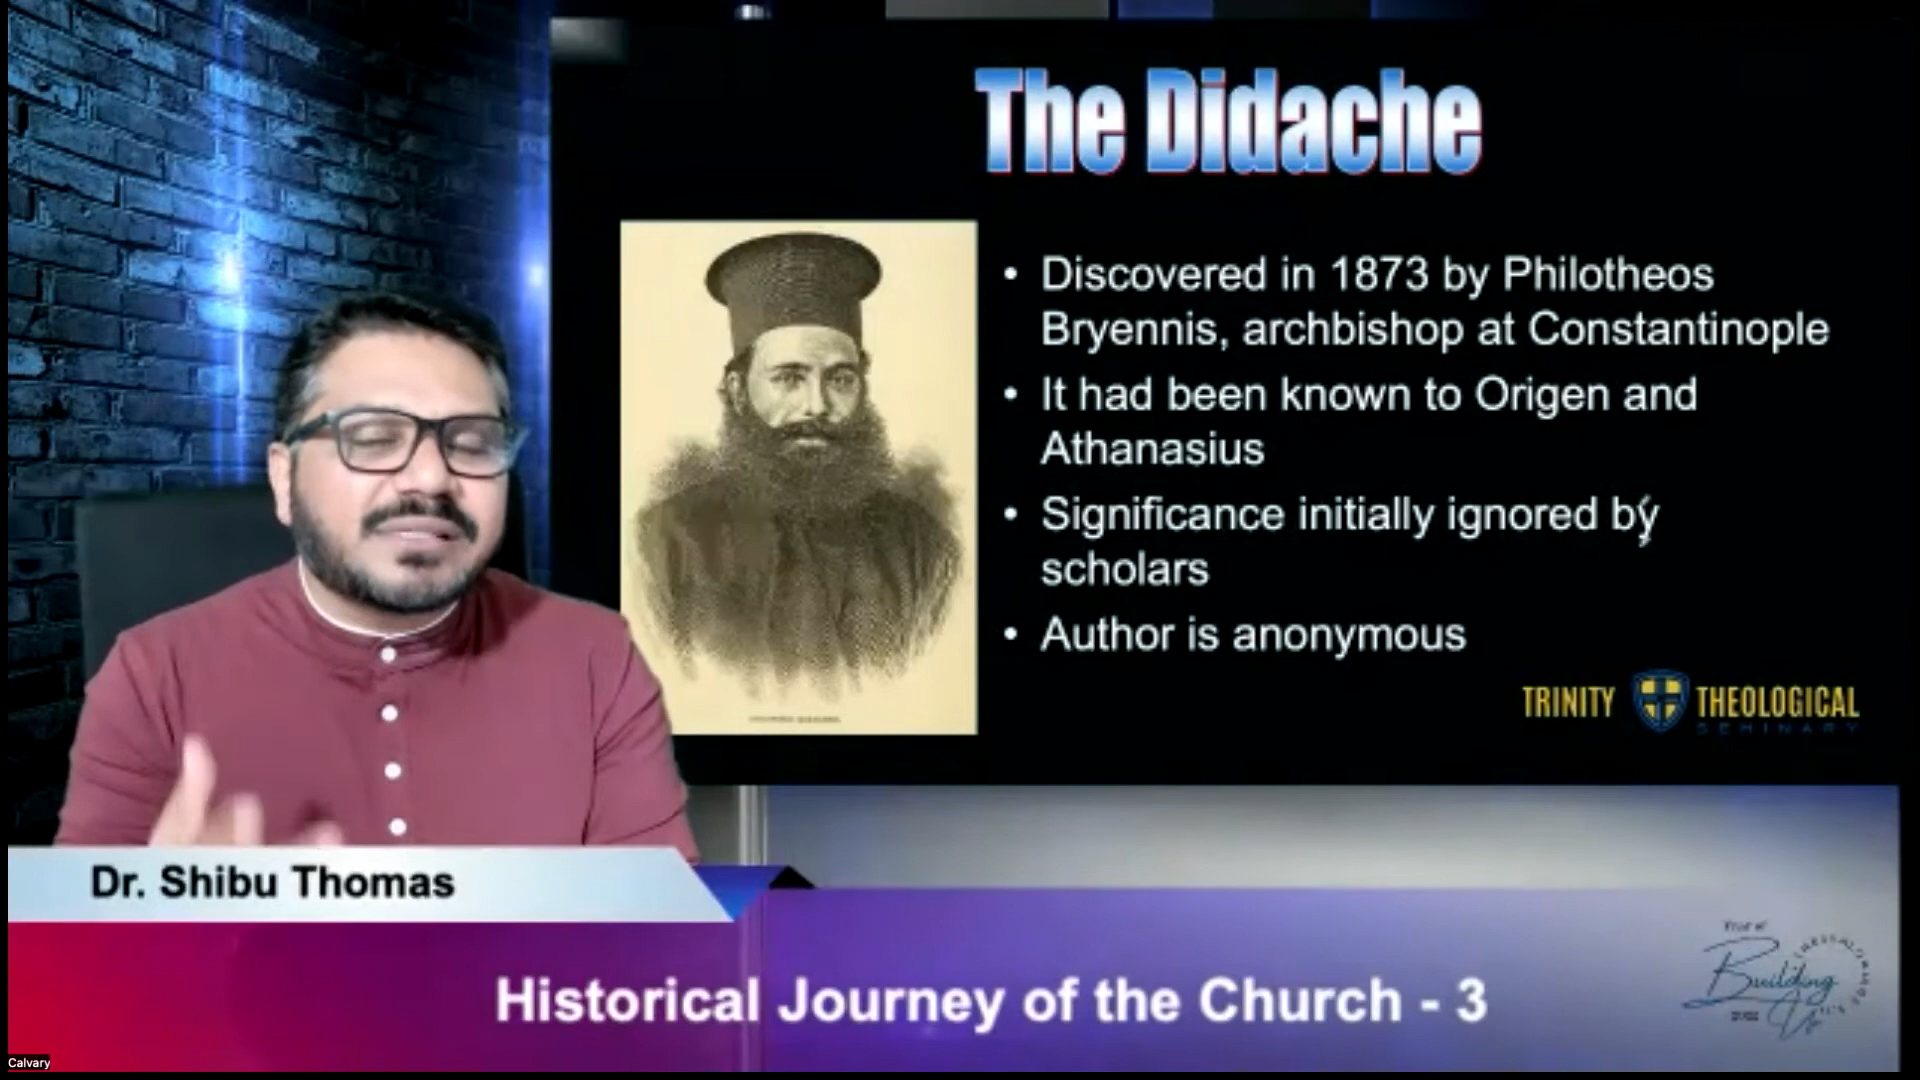 The Didache
• Discovered in 1873 by Philotheos
Bryennis, archbishop at Constantinople
• It had been known to Origen and
Athanasius
• Significance initially ignored by
scholars
• Author is anonymous
TRINITY THEOLOGICAL
SEMINARY
Dr. Shibu Thomas
Historical Journey of the Church - 3
Building
Calvary